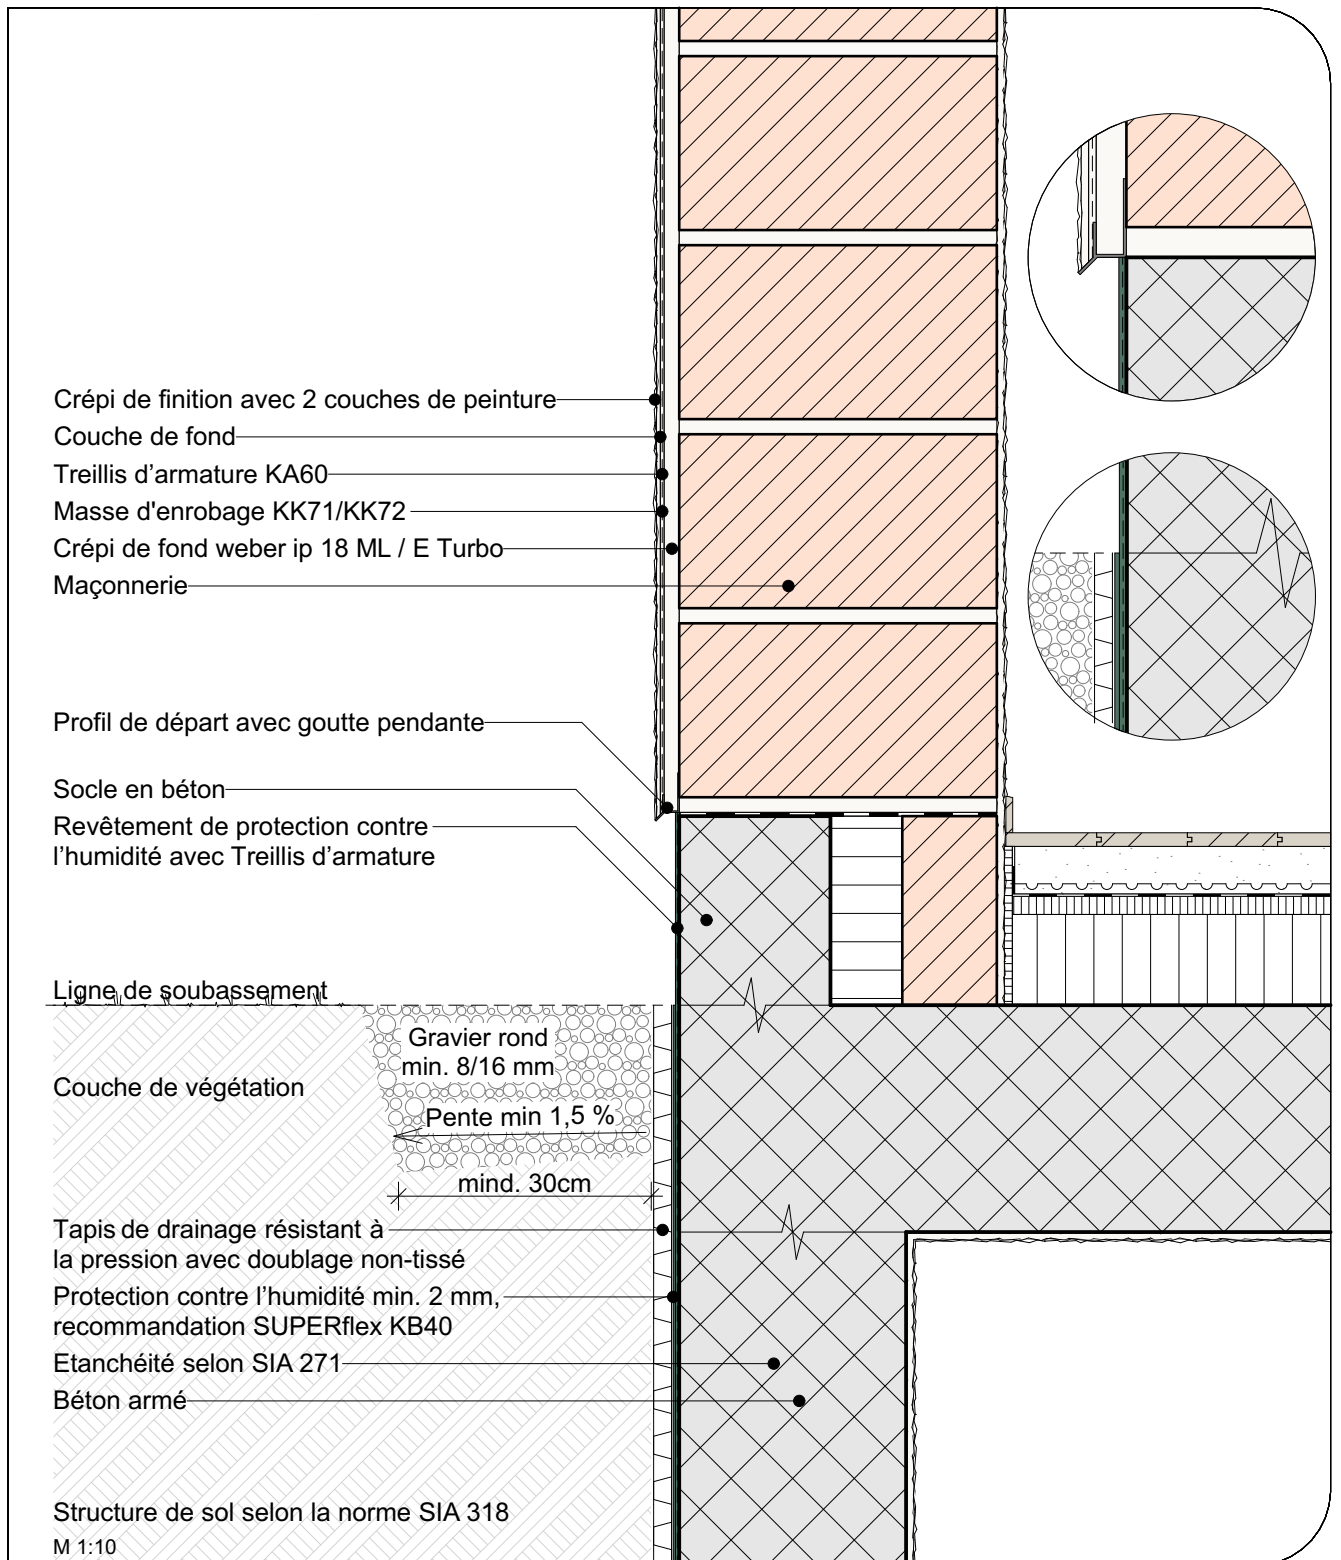 Crépi de finition avec 2 couches de peinture
Couche de fond
Treillis d’armature KA60
Masse d'enrobage KK71/KK72
Crépi de fond weber ip 18 ML / E Turbo
Maçonnerie
Profil de départ avec goutte pendante
Socle en béton
Revêtement de protection contre
l’humidité avec Treillis d’armature
Ligne de soubassement
Gravier rond
min. 8/16 mm
Couche de végétation
Pente min 1,5 %
mind. 30cm
Tapis de drainage résistant à
la pression avec doublage non-tissé
Protection contre l’humidité min. 2 mm,
recommandation SUPERflex KB40
Etanchéité selon SIA 271
Béton armé
Structure de sol selon la norme SIA 318
M 1:10